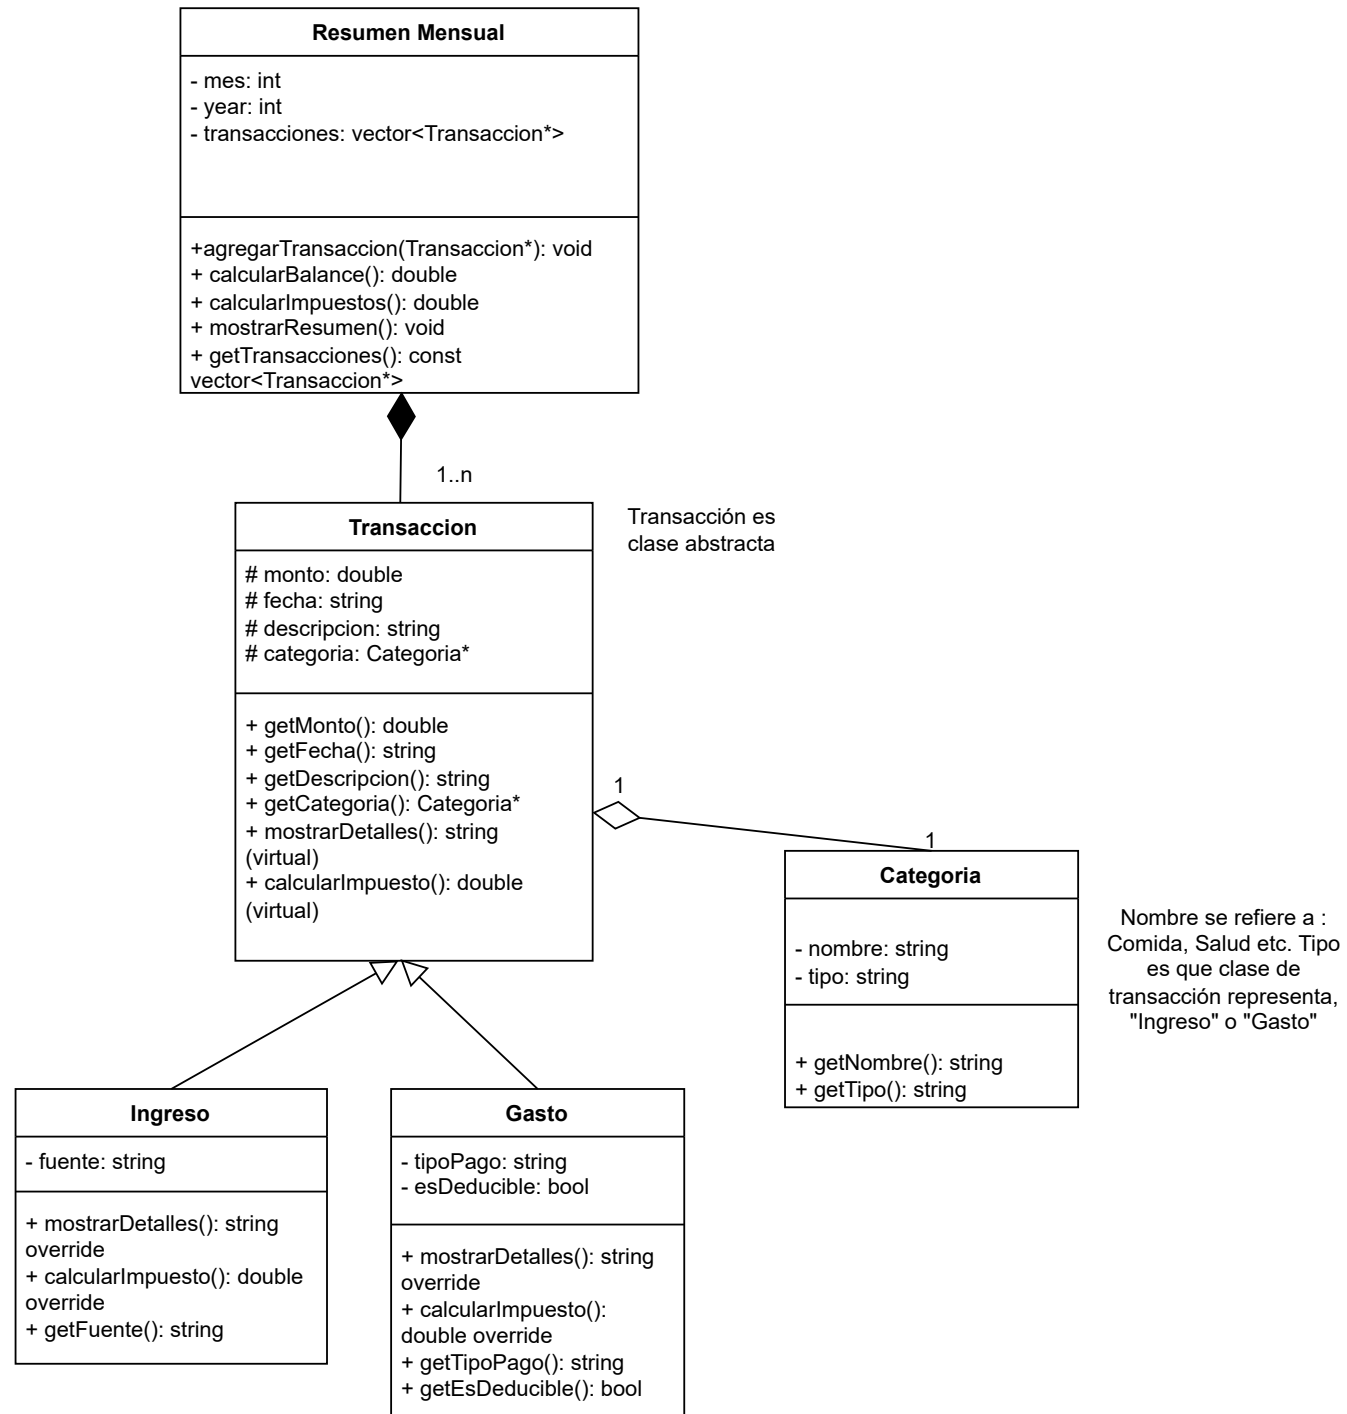 Resumen Mensual
- mes: int
- year: int
- transacciones: vector<Transaccion*>
+agregarTransaccion(Transaccion*): void
+ calcularBalance(): double
+ calcularImpuestos(): double
+ mostrarResumen(): void
+ getTransacciones(): const
vector<Transaccion*>
1..n
Transaccion
# monto: double
# fecha: string
# descripcion: string
# categoria: Categoria*
+ getMonto(): double
+ getFecha(): string
+ getDescripcion(): string
+ getCategoria(): Categoria*
+ mostrarDetalles(): string
(virtual)
+ calcularImpuesto(): double
(virtual)
Transacción es
clase abstracta
1
1
Categoria
- nombre: string
- tipo: string
+ getNombre(): string
+ getTipo(): string
Nombre se refiere a :
Comida, Salud etc. Tipo
es que clase de
transacción representa,
"Ingreso" o "Gasto"
Ingreso
- fuente: string
+ mostrarDetalles(): string
override
+ calcularImpuesto(): double
override
+ getFuente(): string
Gasto
- tipoPago: string
- esDeducible: bool
+ mostrarDetalles(): string
override
+ calcularImpuesto():
double override
+ getTipoPago(): string
+ getEsDeducible(): bool